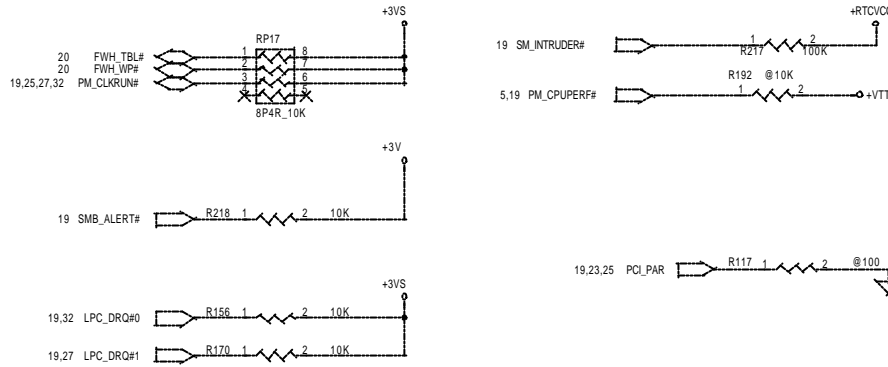 +3VS
RP17
20 FWH_TBL# 1 8
20 FWH_WP# 2 7
19,25,27,32 PM_CLKRUN# 3 6
4 5
8P4R_10K
+3V
19 SMB_ALERT# R218 1 2 10K
+3VS
19,32 LPC_DRQ#0 R156 1 2 10K
19,27 LPC_DRQ#1 R170 1 2 10K
+RTCVCC
19 SM_INTRUDER# 1 2
R217 100K
R192 @10K
5,19 PM_CPUPERF# 1 2 +VTT
19,23,25 PCI_PAR R117 1 2 @100